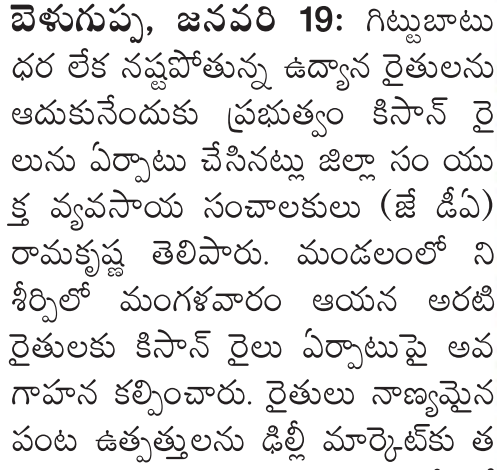 బెళుగుప్ప, జనవరి 19: గిట్టుబాటు
ధర లేక నష్టపోతున్న ఉద్యాన రైతులను
ఆదుకునేందుకు ప్రభుత్వం కిసాన్ రై
లును ఏర్పాటు చేసినట్లు జిల్లా సం యు
క్త వ్యవసాయ సంచాలకులు (జే డీఏ)
రామకృష్ణ తెలిపారు. మండలంలో ని
శీర్పిలో మంగళవారం ఆయన అరటి
రైతులకు కిసాన్ రైలు ఏర్పాటుపై అవ
గాహన కల్పించారు. రైతులు నాణ్యమైన
పంట ఉత్పత్తులను ఢిల్లీ మార్కెట్‌కు త